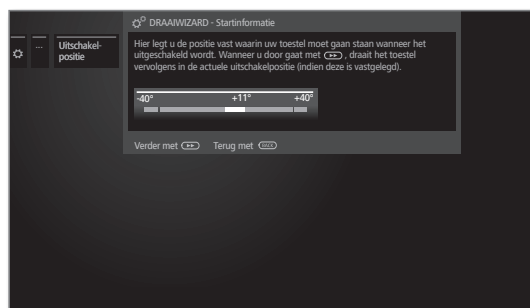 DRAAIWIZARD - Startinformatie
...
Uitschakel-
positie
Hier legt u de positie vast waarin uw toestel moet gaan staan wanneer het
uitgeschakeld wordt. Wanneer u door gaat met , draait het toestel
vervolgens in de actuele uitschakelpositie (indien deze is vastgelegd).
-40° +11° +40°
Verder met Terug met BACK